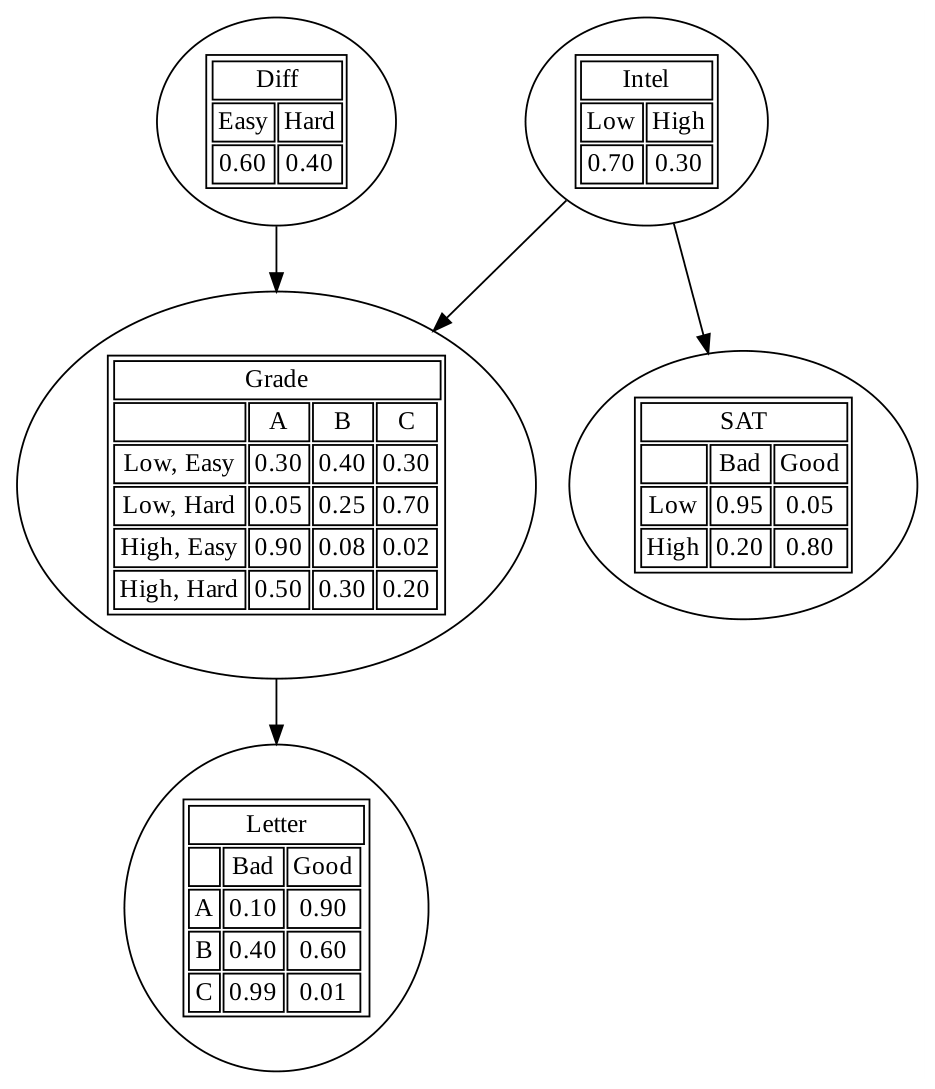 Diff
Easy Hard
0.60 0.40
Intel
Low High
0.70 0.30
Grade
A B C
Low, Easy 0.30 0.40 0.30
Low, Hard 0.05 0.25 0.70
High, Easy 0.90 0.08 0.02
High, Hard 0.50 0.30 0.20
SAT
Bad Good
Low 0.95 0.05
High 0.20 0.80
Letter
Bad Good
A 0.10 0.90
B 0.40 0.60
C 0.99 0.01